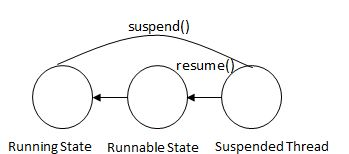 suspend()
resume()
Running State
Runnable State
Suspended Thread